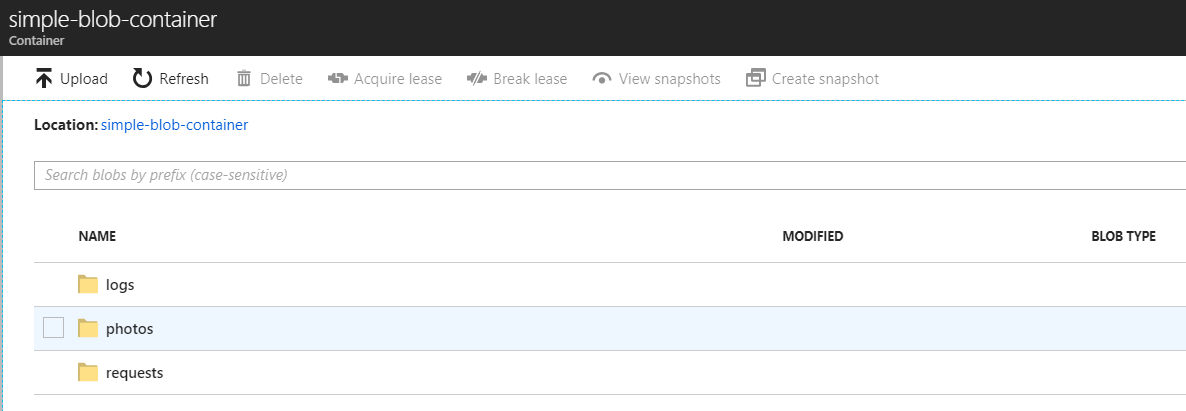 simple-blob-container
Container
Upload Refresh Delete Acquire lease Break lease View snapshots Create snapshot
Location: simple-blob-container
Search blobs by prefix (case-sensitive)
NAME MODIFIED BLOB TYPE
logs
photos
requests